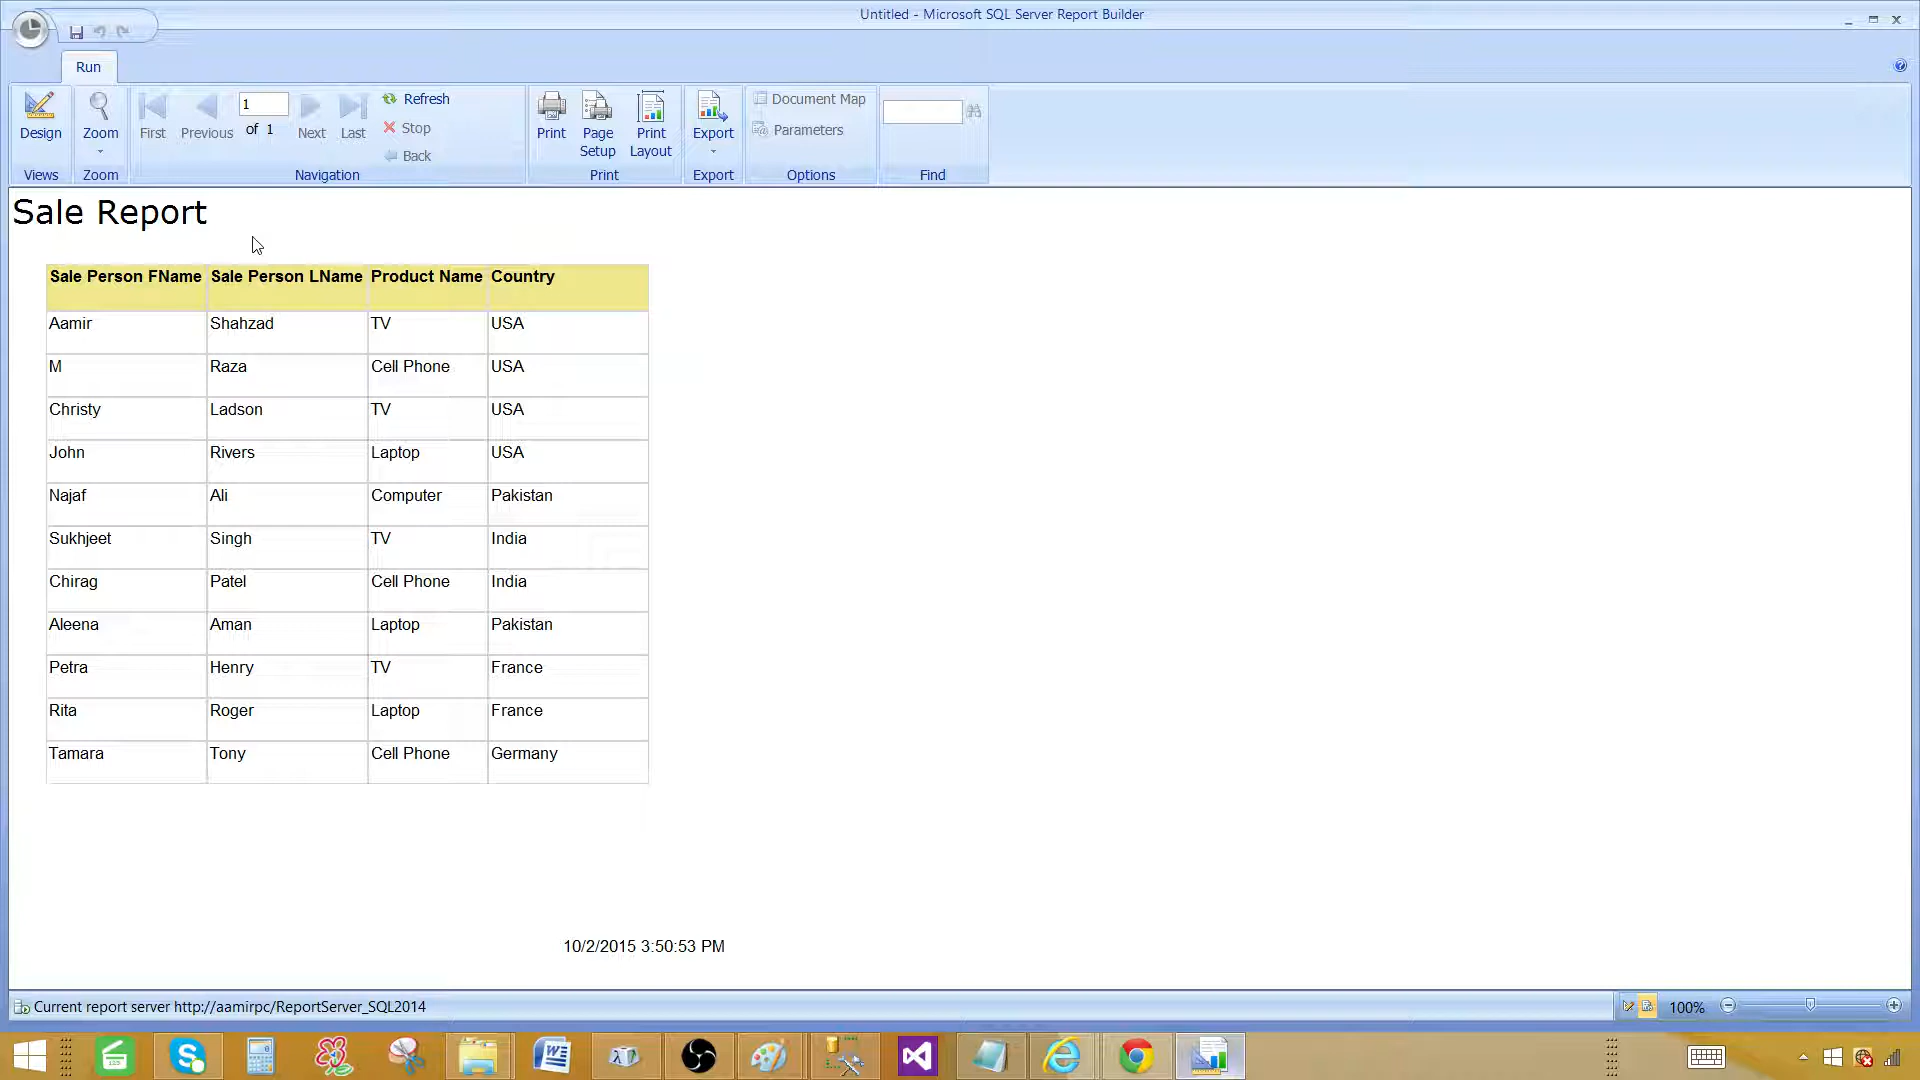 Untitled - Microsoft SQL Server Report Builder
Run
Design
Zoom
First
Previous
1
of 1
Next
Last
Refresh
Stop
Back
Print
Page Setup
Print Layout
Export
Document Map
Parameters
Views
Zoom
Navigation
Print
Export
Options
Find
Sale Report
Sale Person FName Sale Person LName Product Name Country
Aamir Shahzad TV USA
M Raza Cell Phone USA
Christy Ladson TV USA
John Rivers Laptop USA
Najaf Ali Computer Pakistan
Sukhjeet Singh TV India
Chirag Patel Cell Phone India
Aleena Aman Laptop Pakistan
Petra Henry TV France
Rita Roger Laptop France
Tamara Tony Cell Phone Germany
10/2/2015 3:50:53 PM
Current report server http://aamirpc/ReportServer_SQL2014
100%